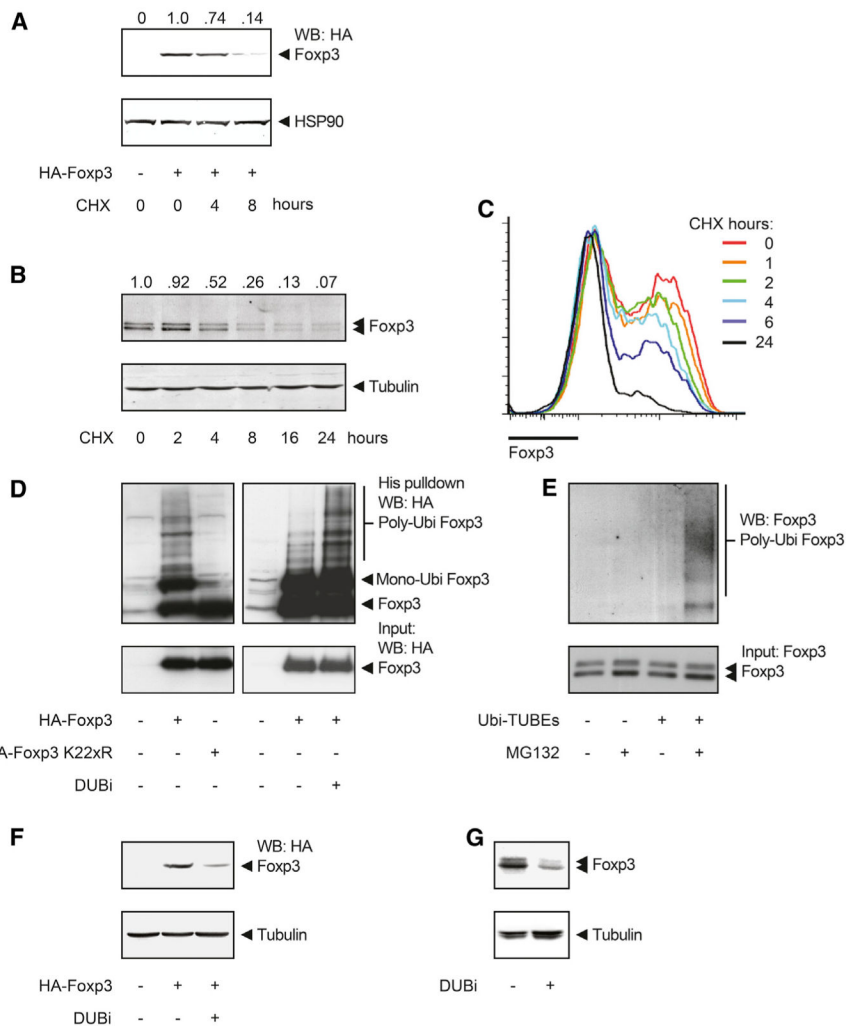 A
0 1.0 .74 .14
WB: HA
Foxp3
HSP90
HA-Foxp3 - + + +
CHX 0 0 4 8 hours
B
1.0 .92 .52 .26 .13 .07
Foxp3
Tubulin
CHX 0 2 4 8 16 24 hours
C
CHX hours:
0
1
2
4
6
24
Foxp3
D
His pulldown
WB: HA
Poly-Ubi Foxp3
Mono-Ubi Foxp3
Foxp3
Input:
WB: HA
Foxp3
HA-Foxp3 - + - - + +
A-Foxp3 K22xR - - + - - -
DUBi - - - - - +
E
WB: Foxp3
Poly-Ubi Foxp3
Input: Foxp3
Foxp3
Ubi-TUBEs - - + +
MG132 - + - +
F
WB: HA
Foxp3
Tubulin
HA-Foxp3 - + +
DUBi - - +
G
Foxp3
Tubulin
DUBi - +